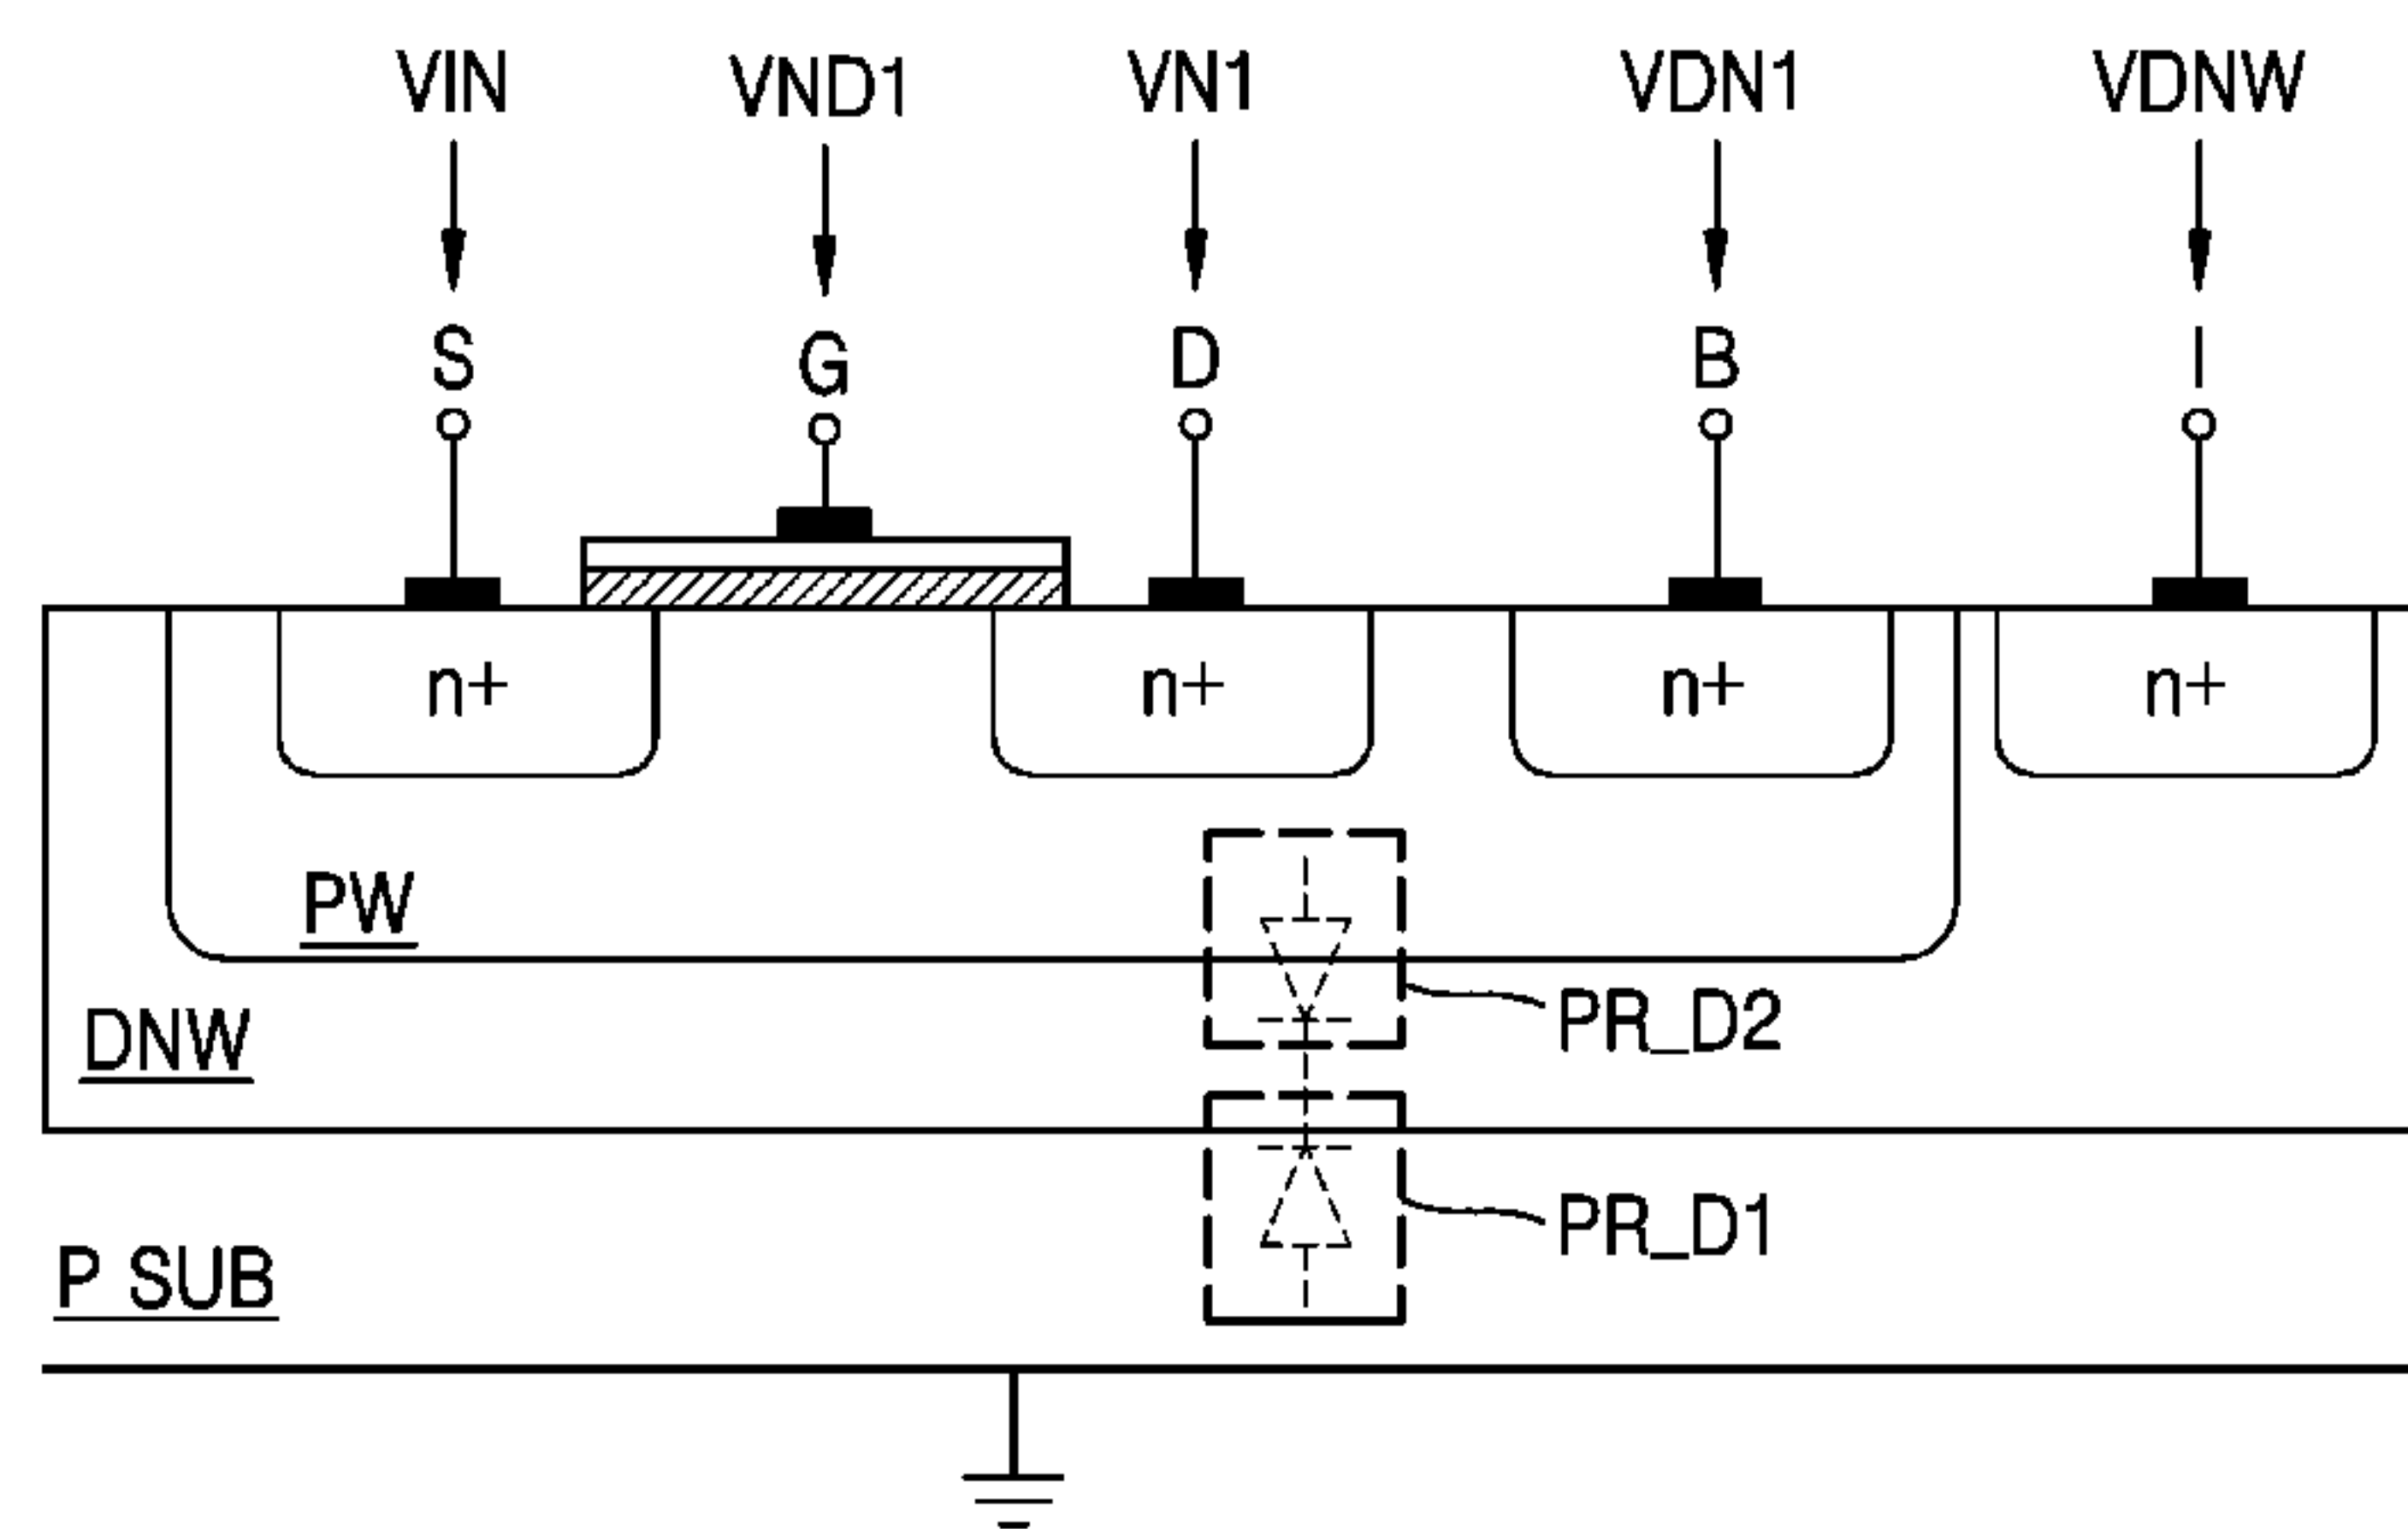 VIN VND1 VN1 VDN1 VDNW
S G D B I
n+ n+ n+ n+
PW
DNW
PR_D2
PR_D1
P SUB